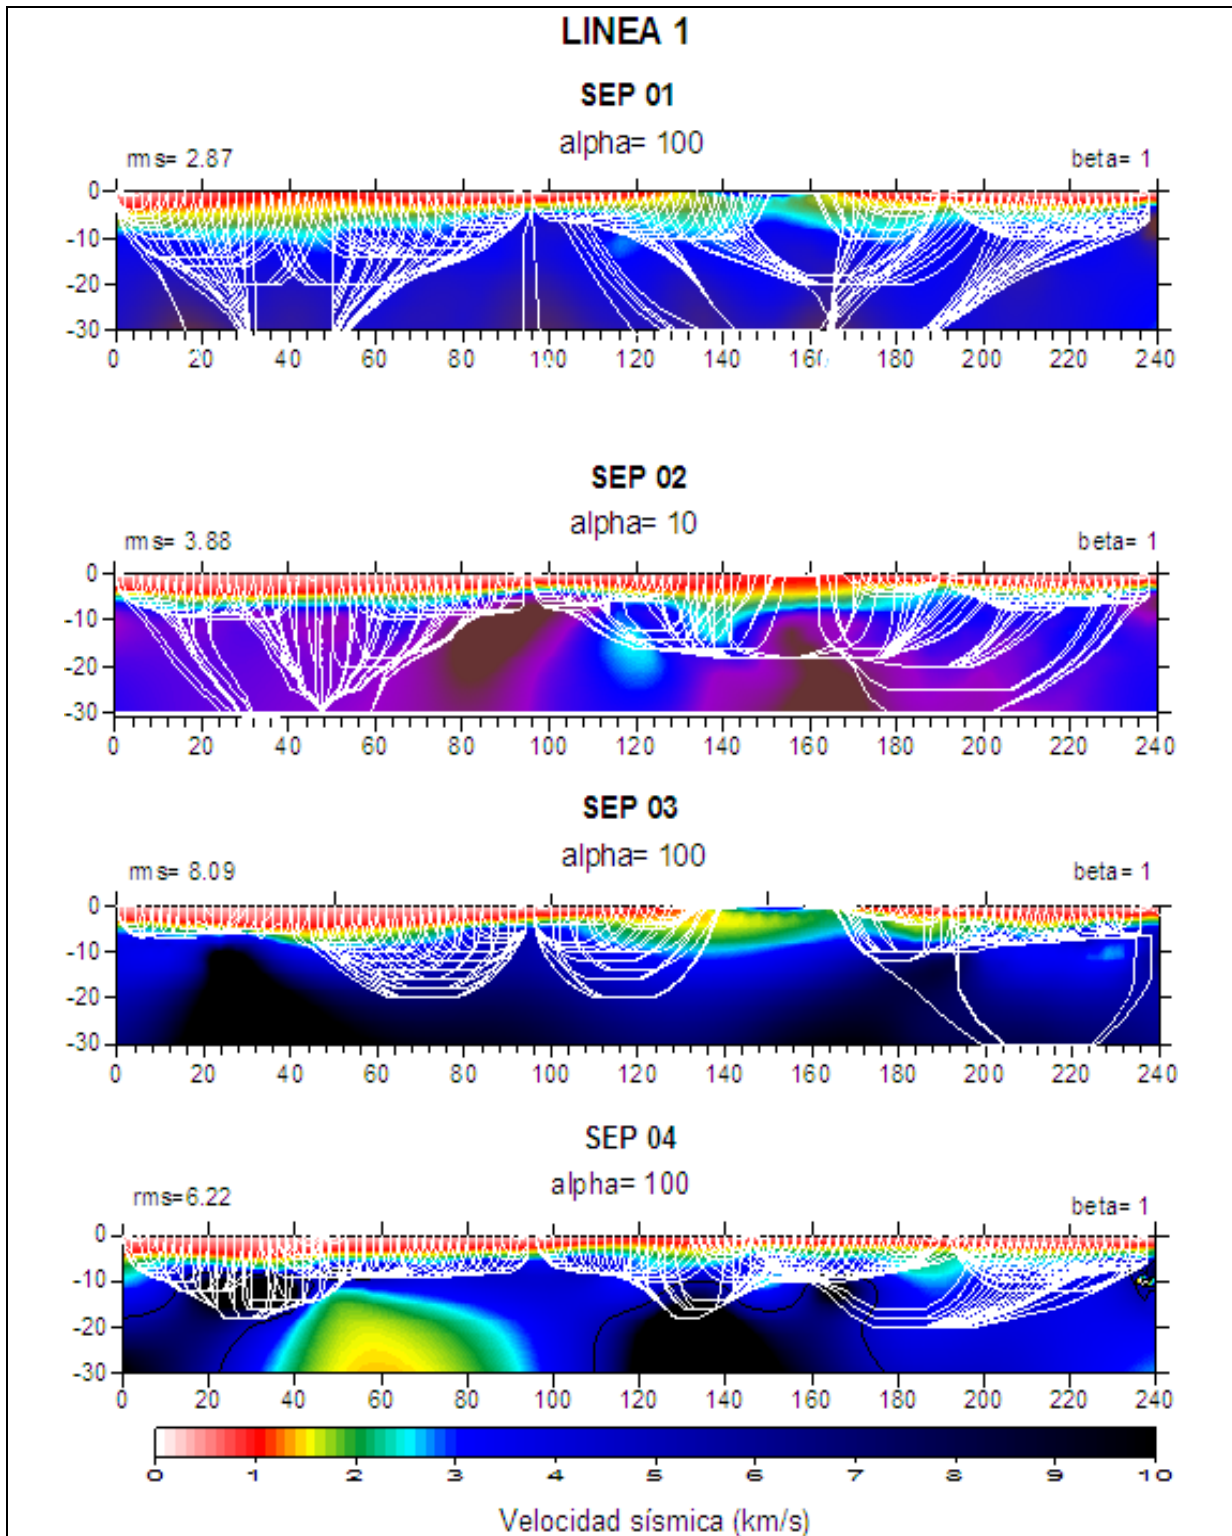 LINEA 1
SEP 01
alpha= 100
rms= 2.87
beta= 1
0
-10
-20
-30
0 20 40 60 80 100 120 140 160 180 200 220 240
SEP 02
alpha= 10
rms= 3.88
beta= 1
0
-10
-20
-30
0 20 40 60 80 100 120 140 160 180 200 220 240
SEP 03
alpha= 100
rms= 8.09
beta= 1
0
-10
-20
-30
0 20 40 60 80 100 120 140 160 180 200 220 240
SEP 04
alpha= 100
rms=6.22
beta= 1
0
-10
-20
-30
0 20 40 60 80 100 120 140 160 180 200 220 240
0 1 2 3 4 5 6 7 8 9 10
Velocidad sísmica (km/s)